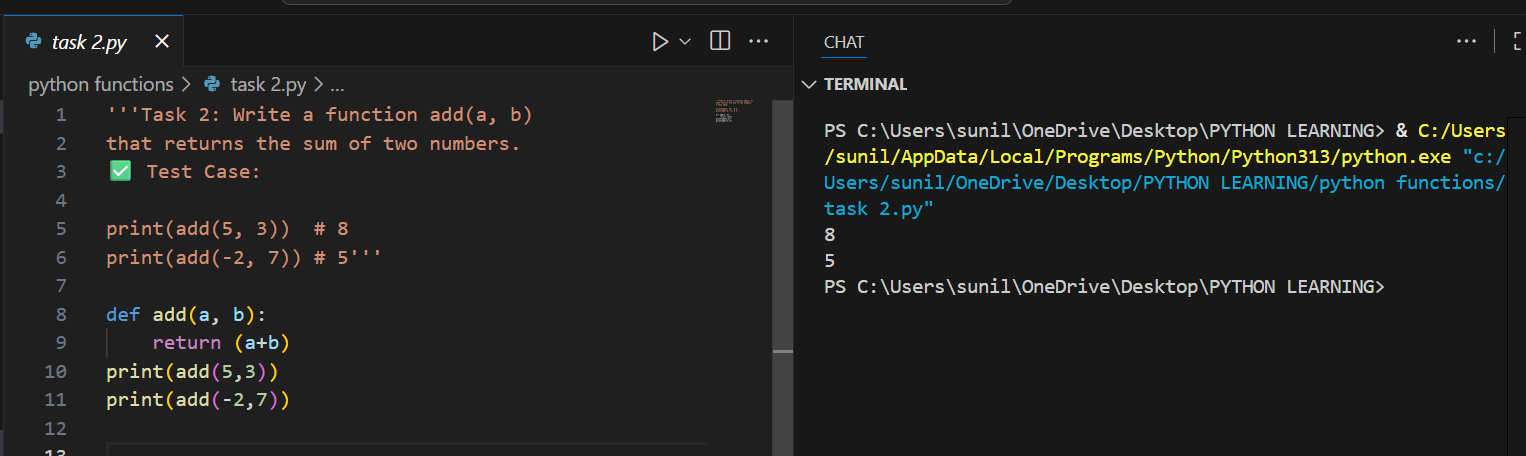 task 2.py
python functions > task 2.py > ...
1 '''Task 2: Write a function add(a, b)
2 that returns the sum of two numbers.
3 ✅ Test Case:
4
5 print(add(5, 3))  # 8
6 print(add(-2, 7)) # 5'''
7
8 def add(a, b):
9     return (a+b)
10 print(add(5,3))
11 print(add(-2,7))
12
13
CHAT
TERMINAL
PS C:\Users\sunil\OneDrive\Desktop\PYTHON LEARNING> & C:/Users
/sunil/AppData/Local/Programs/Python/Python313/python.exe "c:/
Users/sunil/OneDrive/Desktop/PYTHON LEARNING/python functions/
task 2.py"
8
5
PS C:\Users\sunil\OneDrive\Desktop\PYTHON LEARNING>